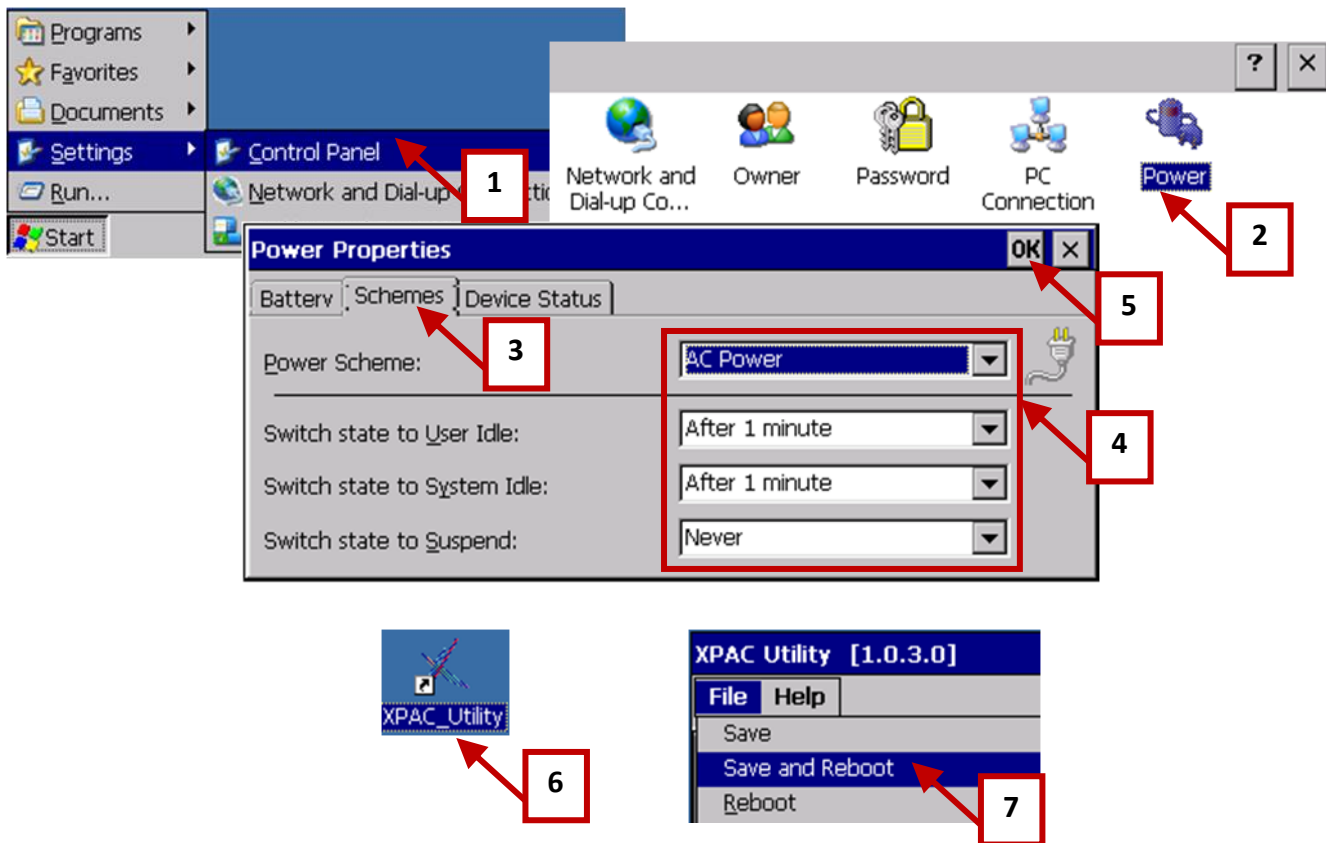 Programs
Favorites
Documents
Settings
Run...
Start
Control Panel
Network and Dial-up
1
?
×
Network and
Dial-up Co...
Owner
Password
PC
Connection
Power
2
Power Properties
OK ×
Battery
Schemes
Device Status
3
5
Power Scheme:
AC Power
Switch state to User Idle:
After 1 minute
4
Switch state to System Idle:
After 1 minute
Switch state to Suspend:
Never
XPAC_Utility
6
XPAC Utility [1.0.3.0]
File Help
Save
Save and Reboot
Reboot
7